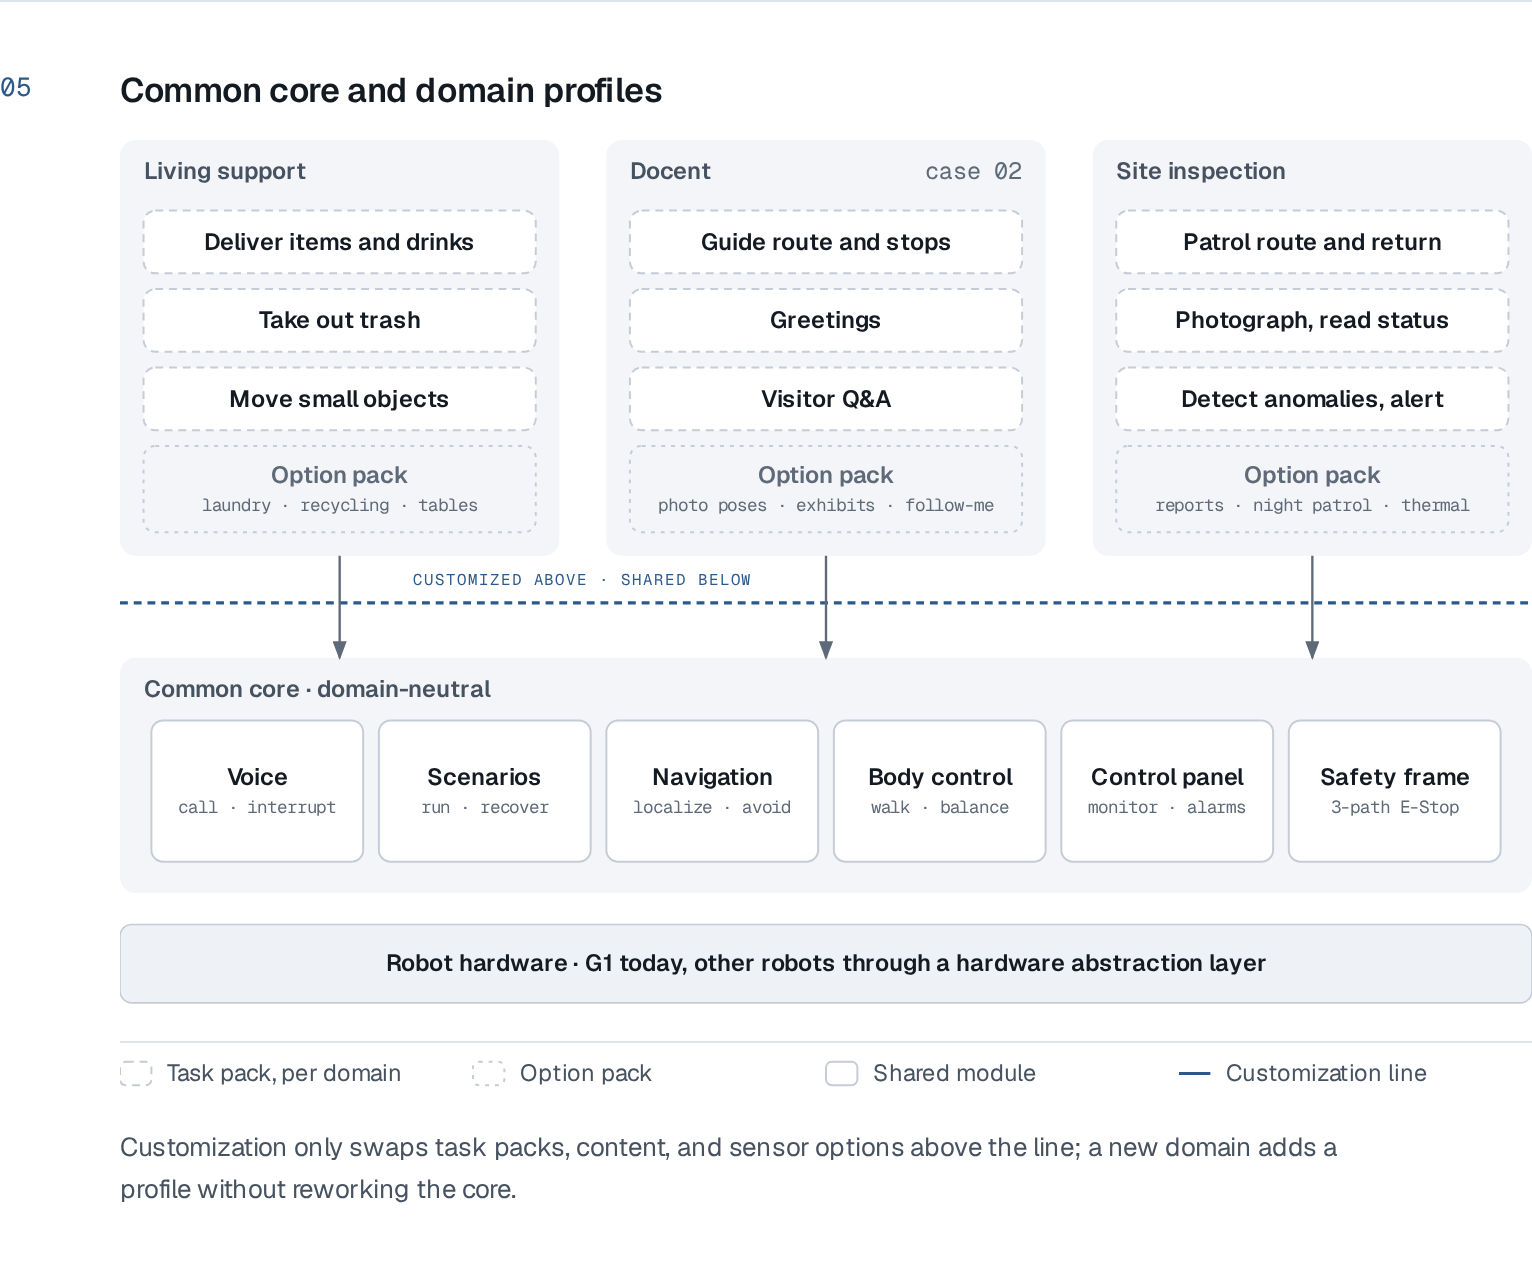 05
Common core and domain profiles
Living support
Deliver items and drinks
Take out trash
Move small objects
Option pack
laundry · recycling · tables
Docent
case 02
Guide route and stops
Greetings
Visitor Q&A
Option pack
photo poses · exhibits · follow-me
Site inspection
Patrol route and return
Photograph, read status
Detect anomalies, alert
Option pack
reports · night patrol · thermal
CUSTOMIZED ABOVE · SHARED BELOW
Common core · domain-neutral
Voice
call · interrupt
Scenarios
run · recover
Navigation
localize · avoid
Body control
walk · balance
Control panel
monitor · alarms
Safety frame
3-path E-Stop
Robot hardware · G1 today, other robots through a hardware abstraction layer
Task pack, per domain
Option pack
Shared module
Customization line
Customization only swaps task packs, content, and sensor options above the line; a new domain adds a
profile without reworking the core.